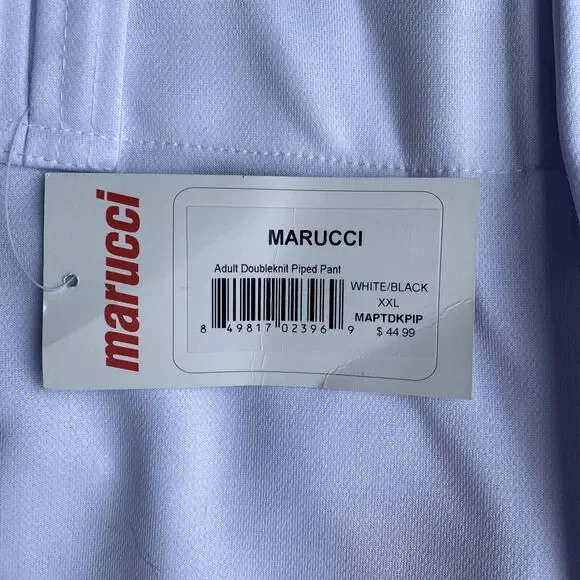 marucci
MARUCCI
Adult Doubleknit Piped Pant
WHITE/BLACK
XXL
MAPTDKPIP
$ 44.99
8 49817 02396 9